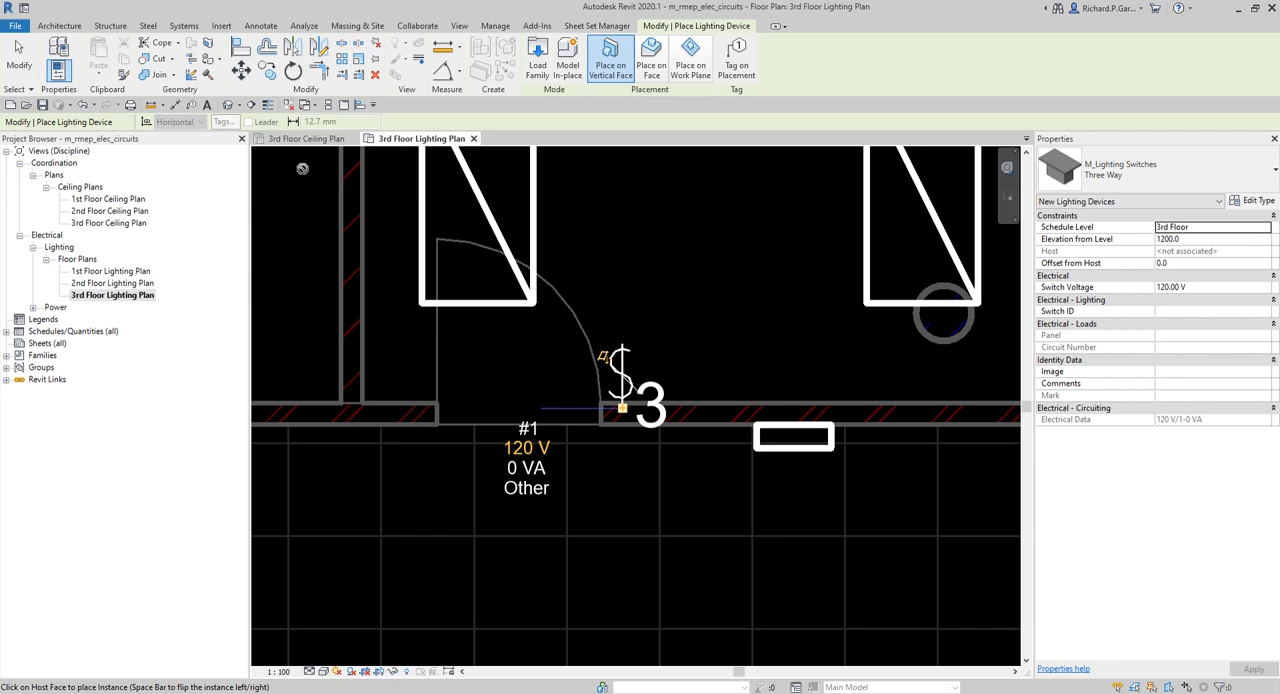 Autodesk Revit 2020.1 - m_rmep_elec_circuits - Floor Plan: 3rd Floor Lighting Plan
Richard.P.Gar...
File Architecture Structure Steel Systems Insert Annotate Analyze Massing & Site Collaborate View Manage Add-Ins Sheet Set Manager Modify | Place Lighting Device
Modify
Paste
Cope
Cut
Join
Load Family
Model In-place
Place on Vertical Face
Place on Face
Place on Work Plane
Tag on Placement
Select Properties Clipboard Geometry Modify View Measure Create Mode Placement Tag
Modify | Place Lighting Device Horizontal Tags... Leader 12.7 mm
Project Browser - m_rmep_elec_circuits
Views (Discipline)
Coordination
Plans
Ceiling Plans
1st Floor Ceiling Plan
2nd Floor Ceiling Plan
3rd Floor Ceiling Plan
Electrical
Lighting
Floor Plans
1st Floor Lighting Plan
2nd Floor Lighting Plan
3rd Floor Lighting Plan
Power
Legends
Schedules/Quantities (all)
Sheets (all)
Families
Groups
Revit Links
3rd Floor Ceiling Plan
3rd Floor Lighting Plan
$3
#1
120 V
0 VA
Other
Properties
M_Lighting Switches
Three Way
New Lighting Devices Edit Type
Constraints
Schedule Level 3rd Floor
Elevation from Level 1200.0
Host <not associated>
Offset from Host 0.0
Electrical
Switch Voltage 120.00 V
Electrical - Lighting
Switch ID
Electrical - Loads
Panel
Circuit Number
Identity Data
Image
Comments
Mark
Electrical - Circuiting
Electrical Data 120 V/1-0 VA
Properties help Apply
1 : 100
Click on Host Face to place Instance (Space Bar to flip the instance left/right)
:0 Main Model :0